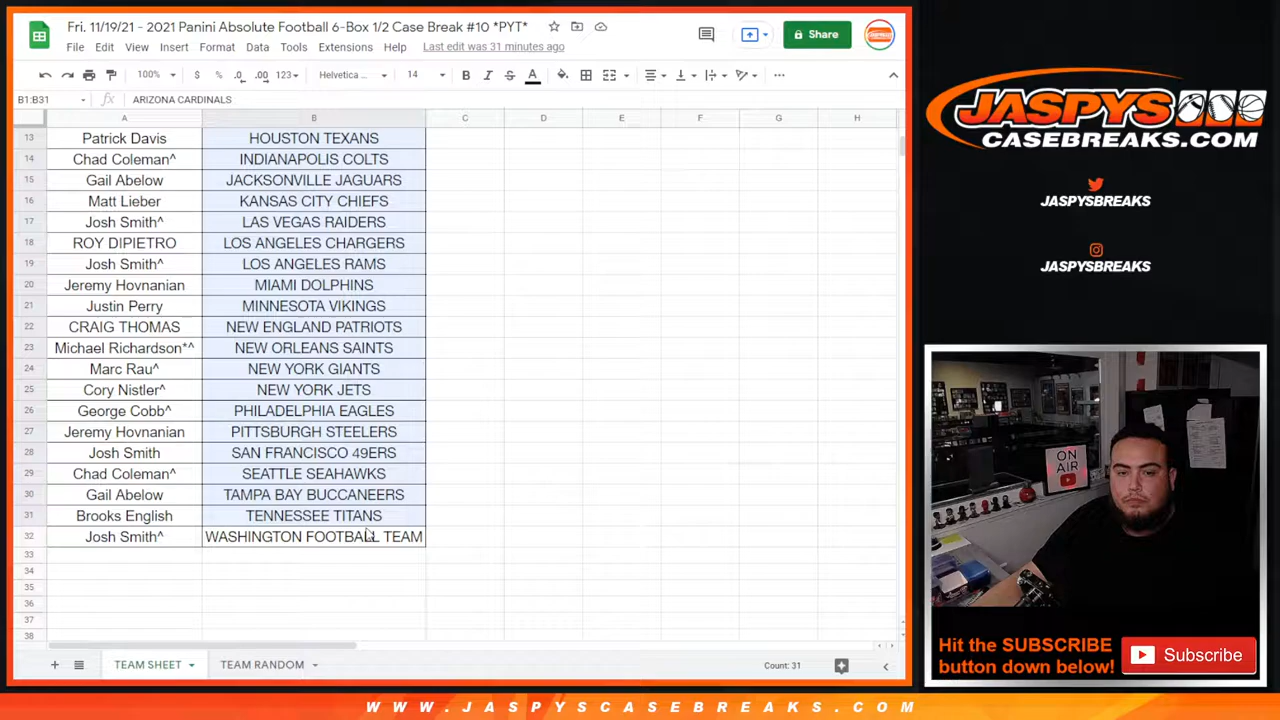 Fri. 11/19/21 - 2021 Panini Absolute Football 6-Box 1/2 Case Break #10 *PYT*
File Edit View Insert Format Data Tools Extensions Help Last edit was 31 minutes ago
Share
100% $ % .0 .00 123 Helvetica ... 14 B I S A
B1:B31 fx ARIZONA CARDINALS
A B C D E F G H
13 Patrick Davis HOUSTON TEXANS
14 Chad Coleman^ INDIANAPOLIS COLTS
15 Gail Abelow JACKSONVILLE JAGUARS
16 Matt Lieber KANSAS CITY CHIEFS
17 Josh Smith^ LAS VEGAS RAIDERS
18 ROY DIPIETRO LOS ANGELES CHARGERS
19 Josh Smith^ LOS ANGELES RAMS
20 Jeremy Hovnanian MIAMI DOLPHINS
21 Justin Perry MINNESOTA VIKINGS
22 CRAIG THOMAS NEW ENGLAND PATRIOTS
23 Michael Richardson*^ NEW ORLEANS SAINTS
24 Marc Rau^ NEW YORK GIANTS
25 Cory Nistler^ NEW YORK JETS
26 George Cobb^ PHILADELPHIA EAGLES
27 Jeremy Hovnanian PITTSBURGH STEELERS
28 Josh Smith SAN FRANCISCO 49ERS
29 Chad Coleman^ SEATTLE SEAHAWKS
30 Gail Abelow TAMPA BAY BUCCANEERS
31 Brooks English TENNESSEE TITANS
32 Josh Smith^ WASHINGTON FOOTBALL TEAM
33
34
35
36
37
38
TEAM SHEET TEAM RANDOM Count: 31
JASPYS
CASEBREAKS.COM
JASPYSBREAKS
JASPYSBREAKS
ON
AIR
Hit the SUBSCRIBE
button down below!
Subscribe
WWW.JASPYSCASEBREAKS.COM